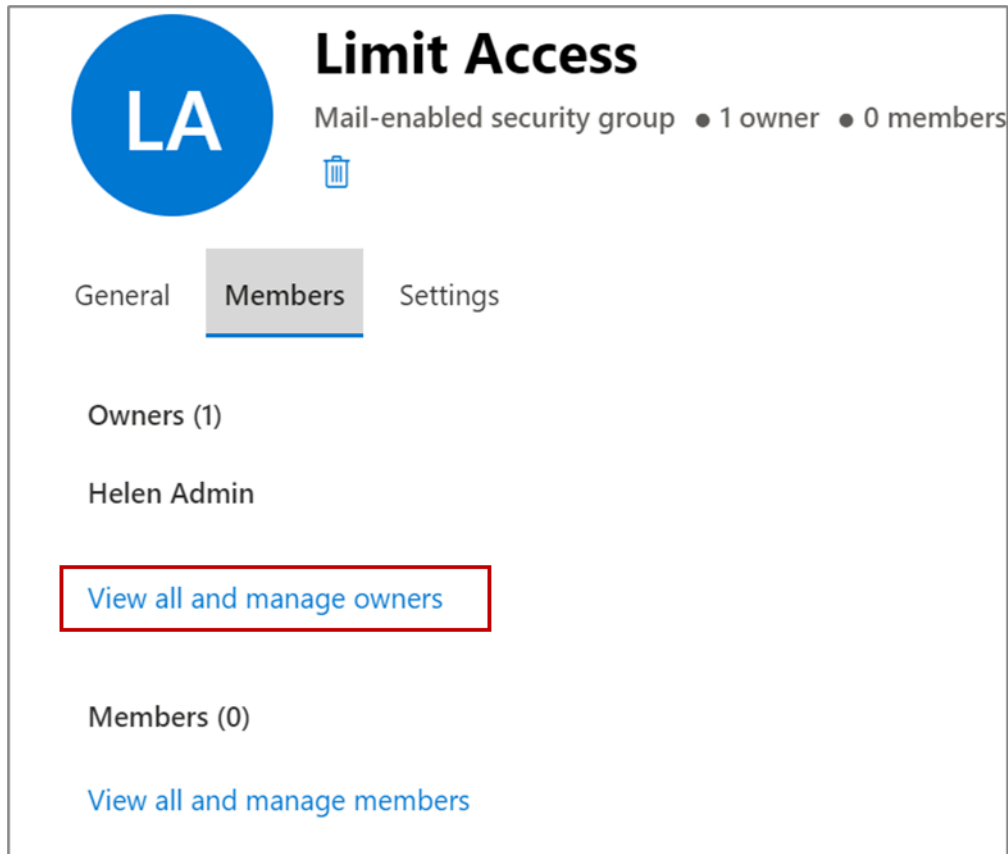 LA
Limit Access
Mail-enabled security group ● 1 owner ● 0 members
General Members Settings
Owners (1)
Helen Admin
View all and manage owners
Members (0)
View all and manage members